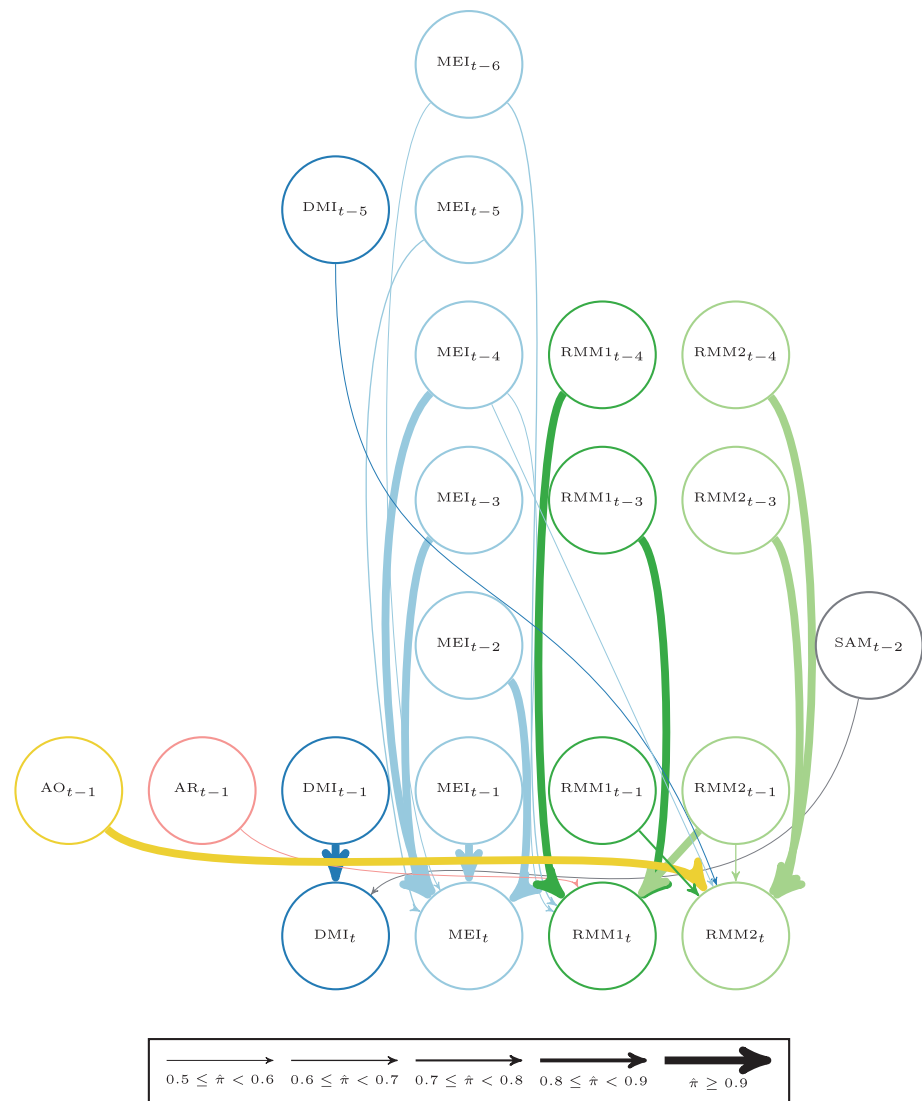 MEI_{t−6}
DMI_{t−5} MEI_{t−5}
MEI_{t−4} RMM1_{t−4} RMM2_{t−4}
MEI_{t−3} RMM1_{t−3} RMM2_{t−3}
MEI_{t−2} SAM_{t−2}
AO_{t−1} AR_{t−1} DMI_{t−1} MEI_{t−1} RMM1_{t−1} RMM2_{t−1}
DMI_t MEI_t RMM1_t RMM2_t
0.5 ≤ π̂ < 0.6 0.6 ≤ π̂ < 0.7 0.7 ≤ π̂ < 0.8 0.8 ≤ π̂ < 0.9 π̂ ≥ 0.9